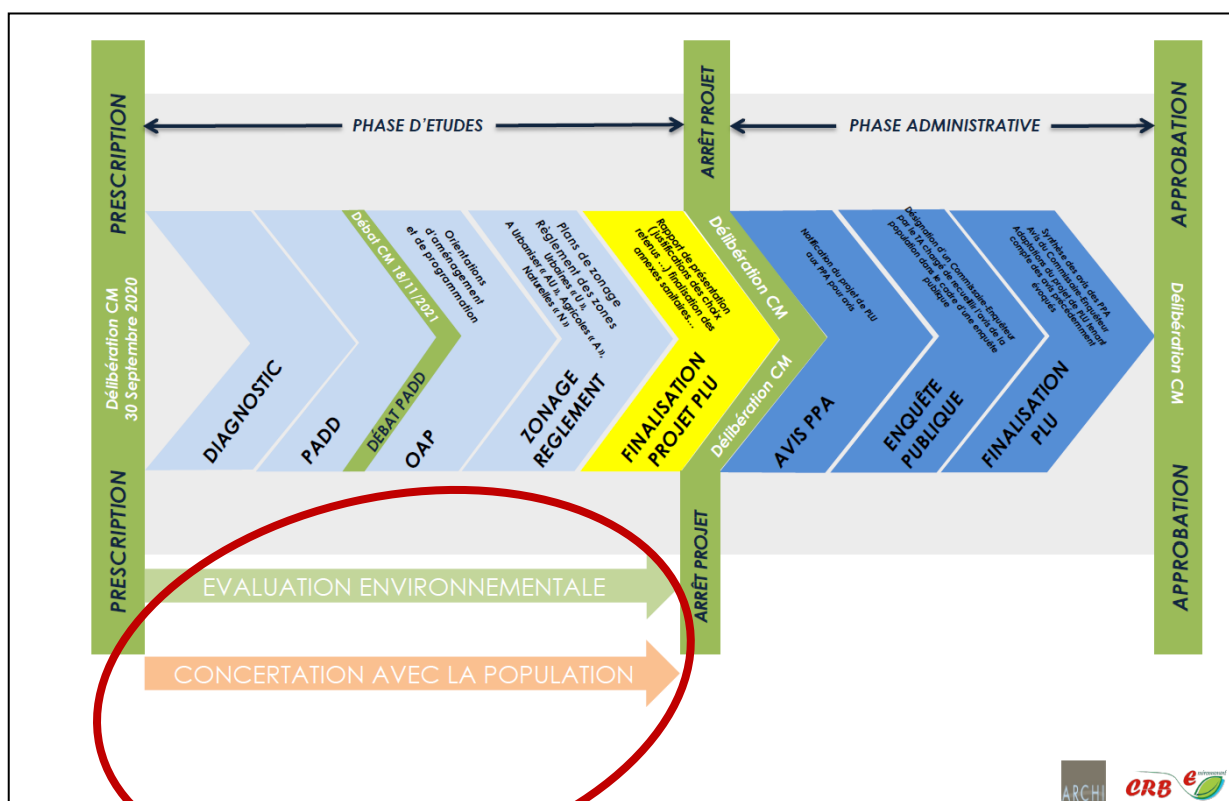 PRESCRIPTION
Délibération CM
30 Septembre 2020
PRESCRIPTION
PHASE D'ETUDES
ARRÊT PROJET
PHASE ADMINISTRATIVE
APPROBATION
Délibération CM
APPROBATION
DIAGNOSTIC
PADD
Débat CM 18/11/2021
DÉBAT PADD
Orientations
d'aménagement
et de programmation
OAP
Plans de zonage
Règlement des zones
Urbaines « U »,
A Urbaniser « AU », Agricoles « A »,
Naturelles « N »
ZONAGE
REGLEMENT
Rapport de présentation
(justifications des choix
retenus ...) finalisation des
annexes sanitaires...
FINALISATION
PROJET PLU
Délibération CM
Délibération CM
ARRÊT PROJET
Notification du projet de PLU
aux PPA pour avis
AVIS PPA
Désignation d'un Commissaire-Enquêteur
par le TA chargé de recueillir l'avis de la
population dans le cadre d'une enquête
publique
ENQUÊTE
PUBLIQUE
Synthèse des avis des PPA
Avis du Commissaire-Enquêteur
Adaptations du projet de PLU tenant
compte des avis précédemment
évoqués
FINALISATION
PLU
EVALUATION ENVIRONNEMENTALE
CONCERTATION AVEC LA POPULATION
ARCHI
CRB
Environnement